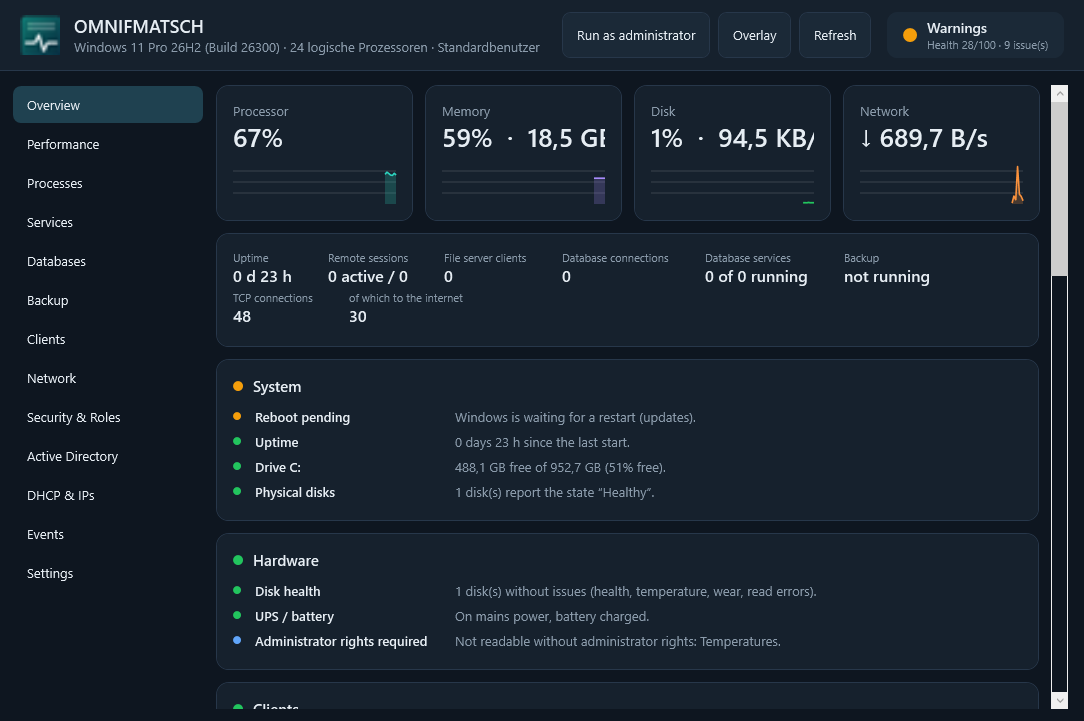 OMNIFMATSCH
Windows 11 Pro 26H2 (Build 26300) · 24 logische Prozessoren · Standardbenutzer
Run as administrator
Overlay
Refresh
Warnings
Health 28/100 · 9 issue(s)
Overview
Performance
Processes
Services
Databases
Backup
Clients
Network
Security & Roles
Active Directory
DHCP & IPs
Events
Settings
Processor
67%
Memory
59% · 18,5 GB
Disk
1% · 94,5 KB/
Network
↓ 689,7 B/s
Uptime
0 d 23 h
Remote sessions
0 active / 0
File server clients
0
Database connections
0
Database services
0 of 0 running
Backup
not running
TCP connections
48
of which to the internet
30
System
Reboot pending Windows is waiting for a restart (updates).
Uptime 0 days 23 h since the last start.
Drive C: 488,1 GB free of 952,7 GB (51% free).
Physical disks 1 disk(s) report the state “Healthy”.
Hardware
Disk health 1 disk(s) without issues (health, temperature, wear, read errors).
UPS / battery On mains power, battery charged.
Administrator rights required Not readable without administrator rights: Temperatures.
Clients